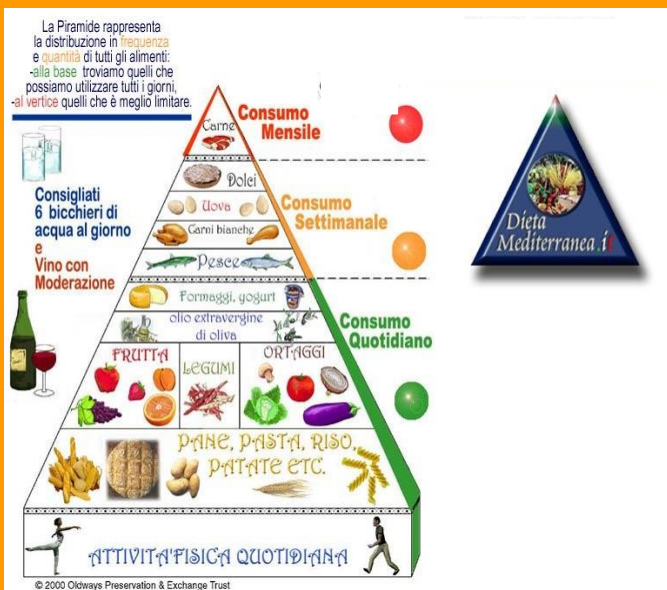 La Piramide rappresenta
la distribuzione in frequenza
e quantità di tutti gli alimenti:
-alla base troviamo quelli che
possiamo utilizzare tutti i giorni,
-al vertice quelli che è meglio limitare.
Consumo
Mensile
Carne
Dolci
Consigliati
6 bicchieri di
acqua al giorno
e
Vino con
Moderazione
Uova
Consumo
Settimanale
Carni bianche
Pesce
Formaggi, yogurt
olio extravergine
di oliva
Consumo
Quotidiano
FRUTTA
LEGUMI
ORTAGGI
PANE, PASTA, RISO,
PATATE ETC.
ATTIVITA'FISICA QUOTIDIANA
© 2000 Oldways Preservation & Exchange Trust
Dieta
Mediterranea.it